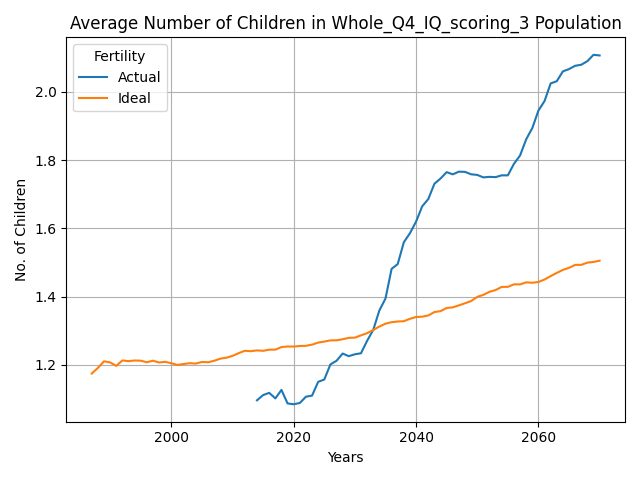 Average Number of Children in Whole_Q4_IQ_scoring_3 Population
Fertility
Actual
Ideal
No. of Children
2.0
1.8
1.6
1.4
1.2
2000
2020
2040
2060
Years